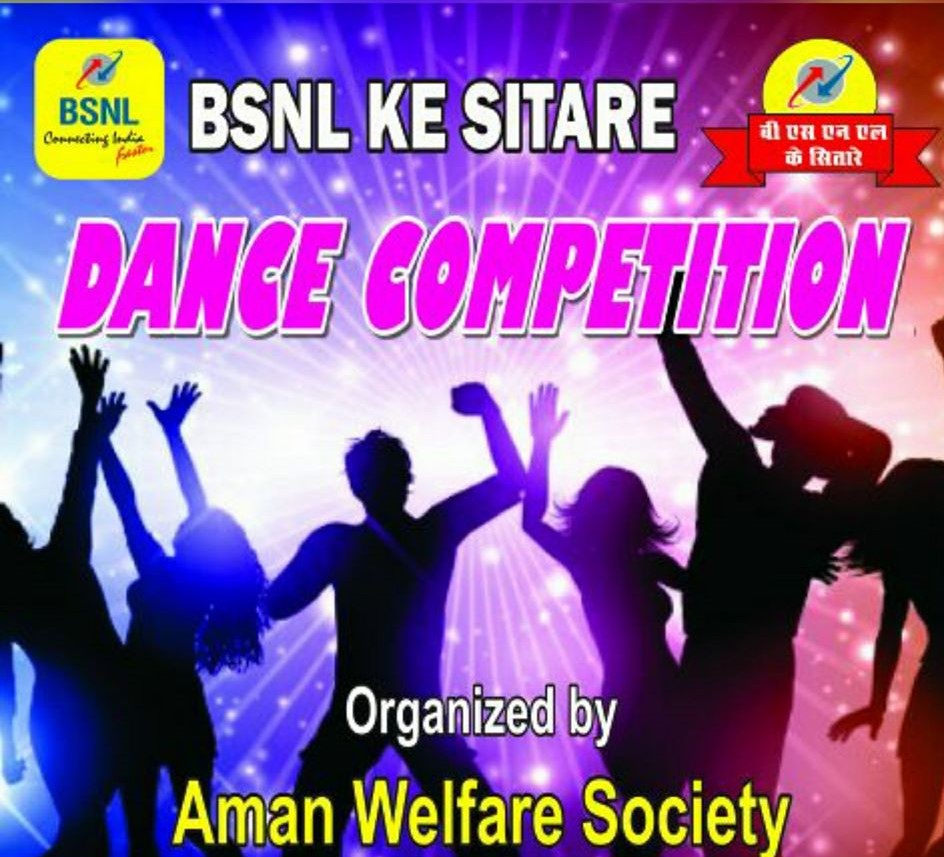 BSNL
Connecting India
faster
BSNL KE SITARE
बी एस एन एल
के सितारे
DANCE COMPETITION
Organized by
Aman Welfare Society